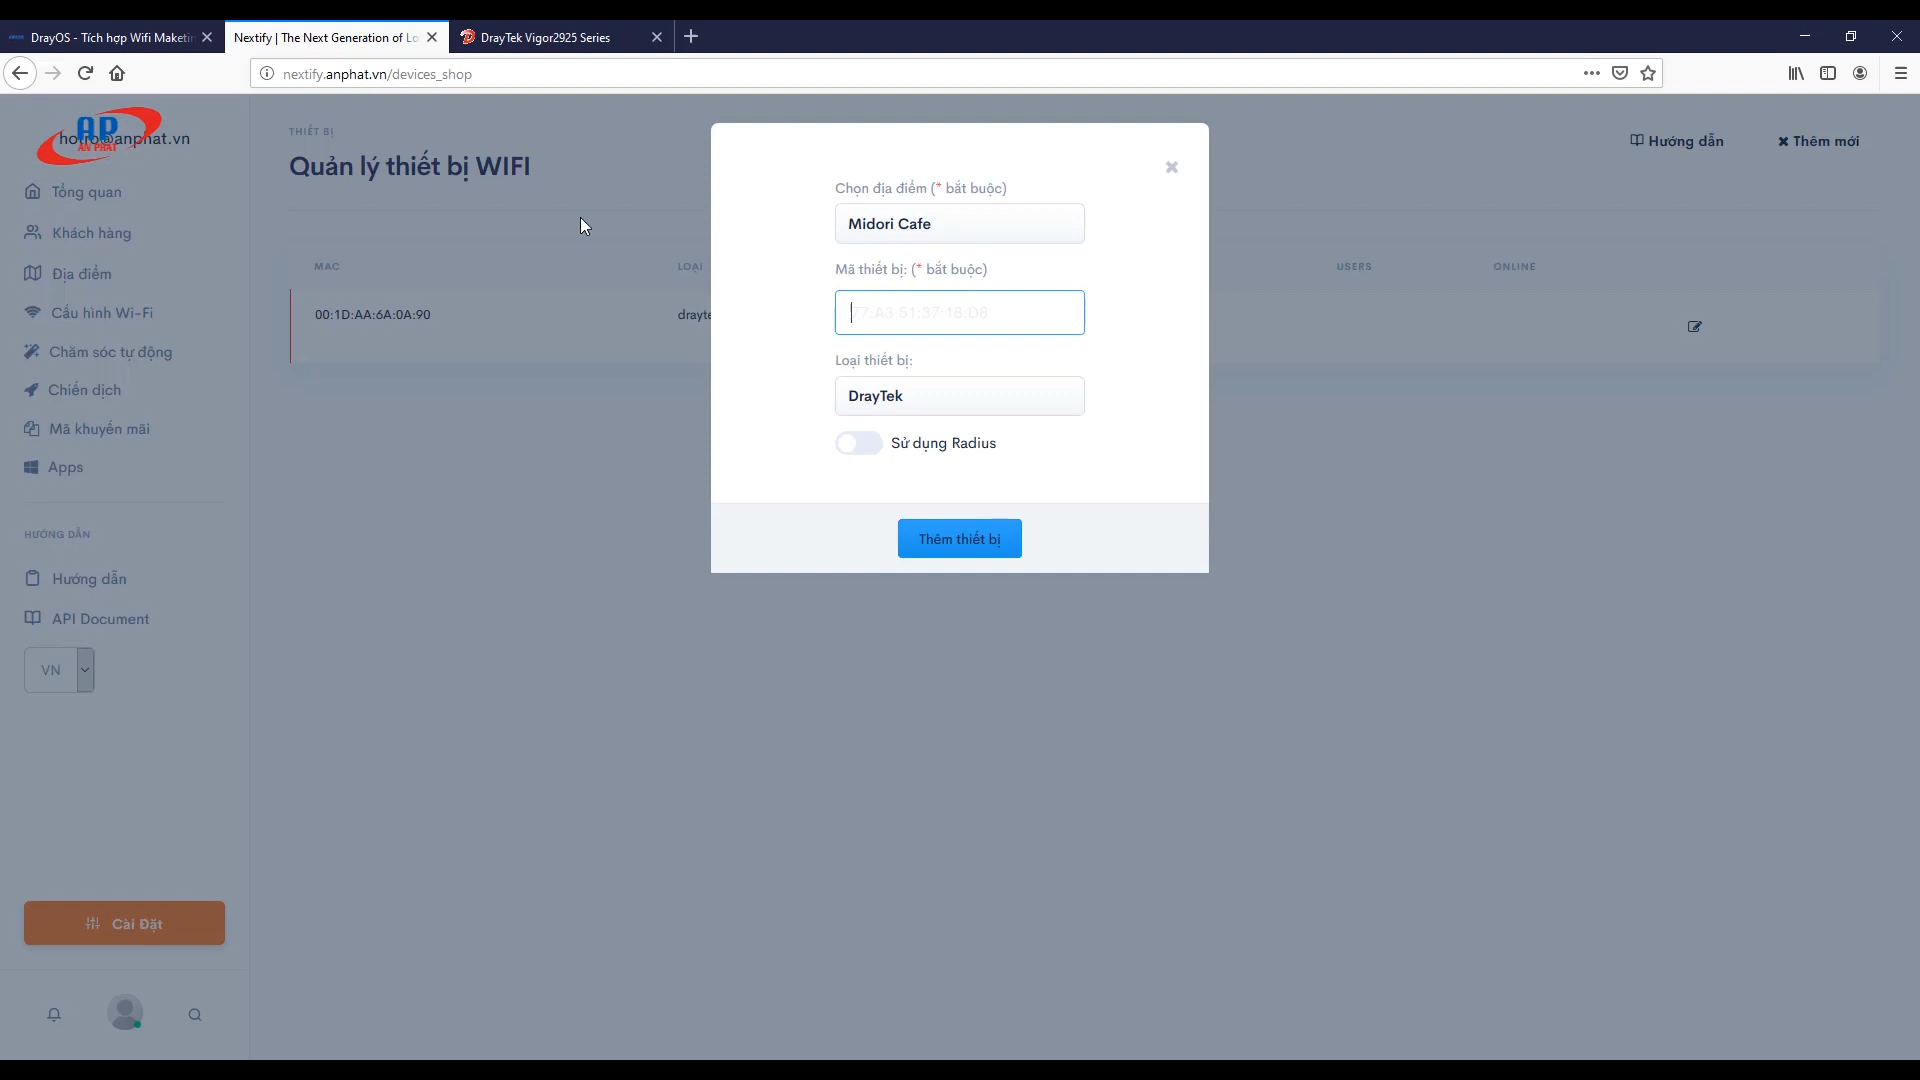 DrayOS - Tích hợp Wifi Maketin
Nextify | The Next Generation of Lo
DrayTek Vigor2925 Series
nextify.anphat.vn/devices_shop
AP
AN PHAT
hotro@anphat.vn
Tổng quan
Khách hàng
Địa điểm
Cấu hình Wi-Fi
Chăm sóc tự động
Chiến dịch
Mã khuyến mãi
Apps
HƯỚNG DẪN
Hướng dẫn
API Document
VN
Cài Đặt
THIẾT BỊ
Quản lý thiết bị WIFI
Hướng dẫn
Thêm mới
MAC
LOẠI
USERS
ONLINE
00:1D:AA:6A:0A:90
drayte
Chọn địa điểm (* bắt buộc)
Midori Cafe
Mã thiết bị: (* bắt buộc)
77:A3:51:37:18:D8
Loại thiết bị:
DrayTek
Sử dụng Radius
Thêm thiết bị